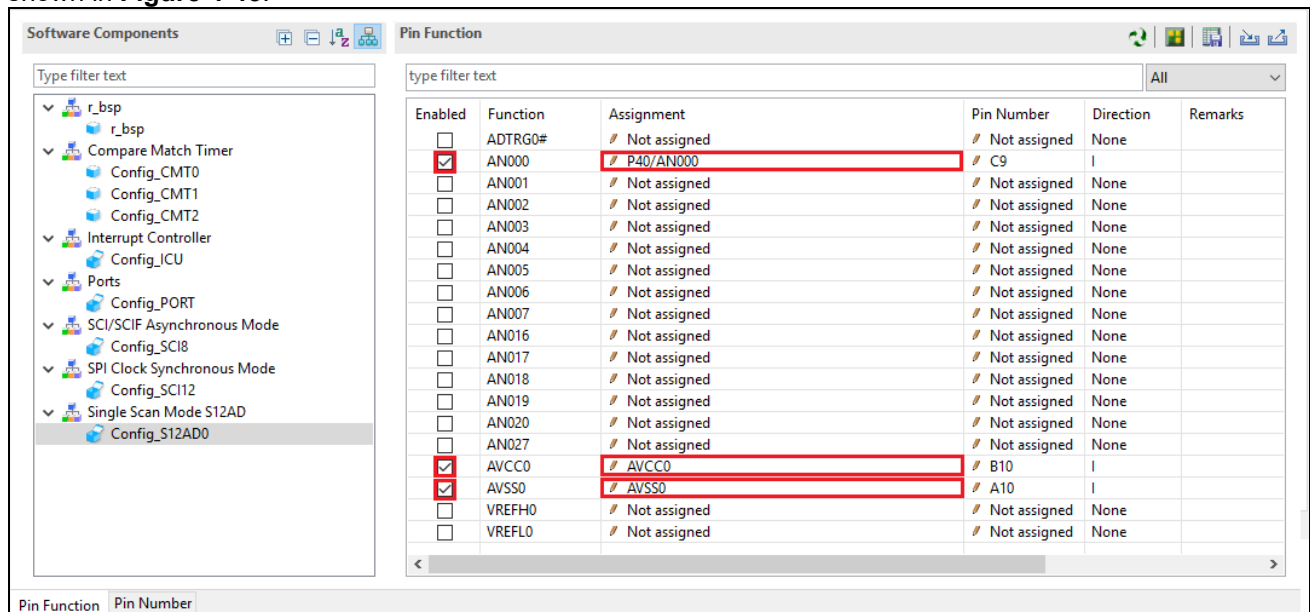 Software Components
Type filter text
r_bsp
r_bsp
Compare Match Timer
Config_CMT0
Config_CMT1
Config_CMT2
Interrupt Controller
Config_ICU
Ports
Config_PORT
SCI/SCIF Asynchronous Mode
Config_SCI8
SPI Clock Synchronous Mode
Config_SCI12
Single Scan Mode S12AD
Config_S12AD0
Pin Function
type filter text All
Enabled Function Assignment Pin Number Direction Remarks
ADTRG0# Not assigned Not assigned None
AN000 P40/AN000 C9 I
AN001 Not assigned Not assigned None
AN002 Not assigned Not assigned None
AN003 Not assigned Not assigned None
AN004 Not assigned Not assigned None
AN005 Not assigned Not assigned None
AN006 Not assigned Not assigned None
AN007 Not assigned Not assigned None
AN016 Not assigned Not assigned None
AN017 Not assigned Not assigned None
AN018 Not assigned Not assigned None
AN019 Not assigned Not assigned None
AN020 Not assigned Not assigned None
AN027 Not assigned Not assigned None
AVCC0 AVCC0 B10 I
AVSS0 AVSS0 A10 I
VREFH0 Not assigned Not assigned None
VREFL0 Not assigned Not assigned None
Pin Function Pin Number